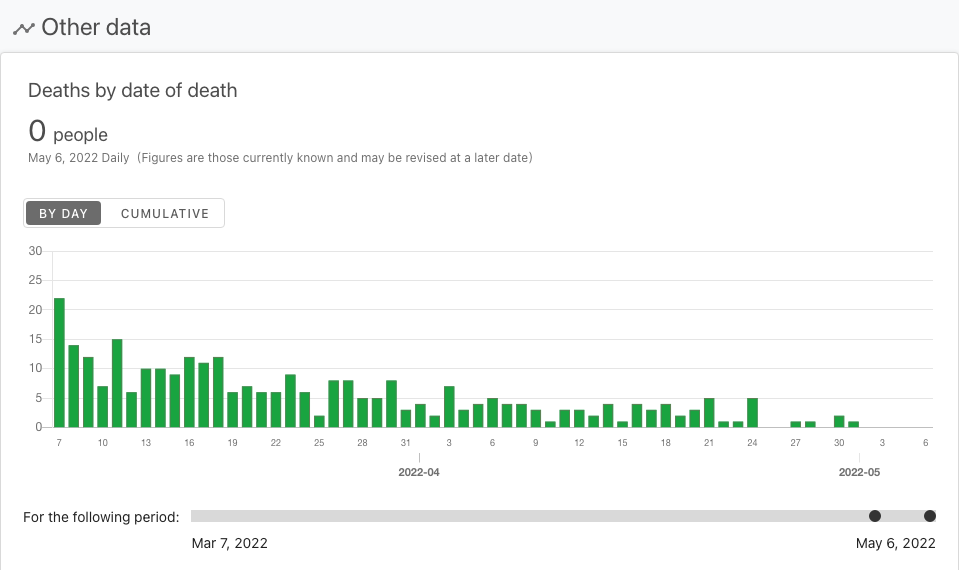 Other data
Deaths by date of death
0 people
May 6, 2022 Daily (Figures are those currently known and may be revised at a later date)
BY DAY CUMULATIVE
30
25
20
15
10
5
0
7 10 13 16 19 22 25 28 31 3 6 9 12 15 18 21 24 27 30 3 6
2022-04 2022-05
For the following period:
Mar 7, 2022 May 6, 2022